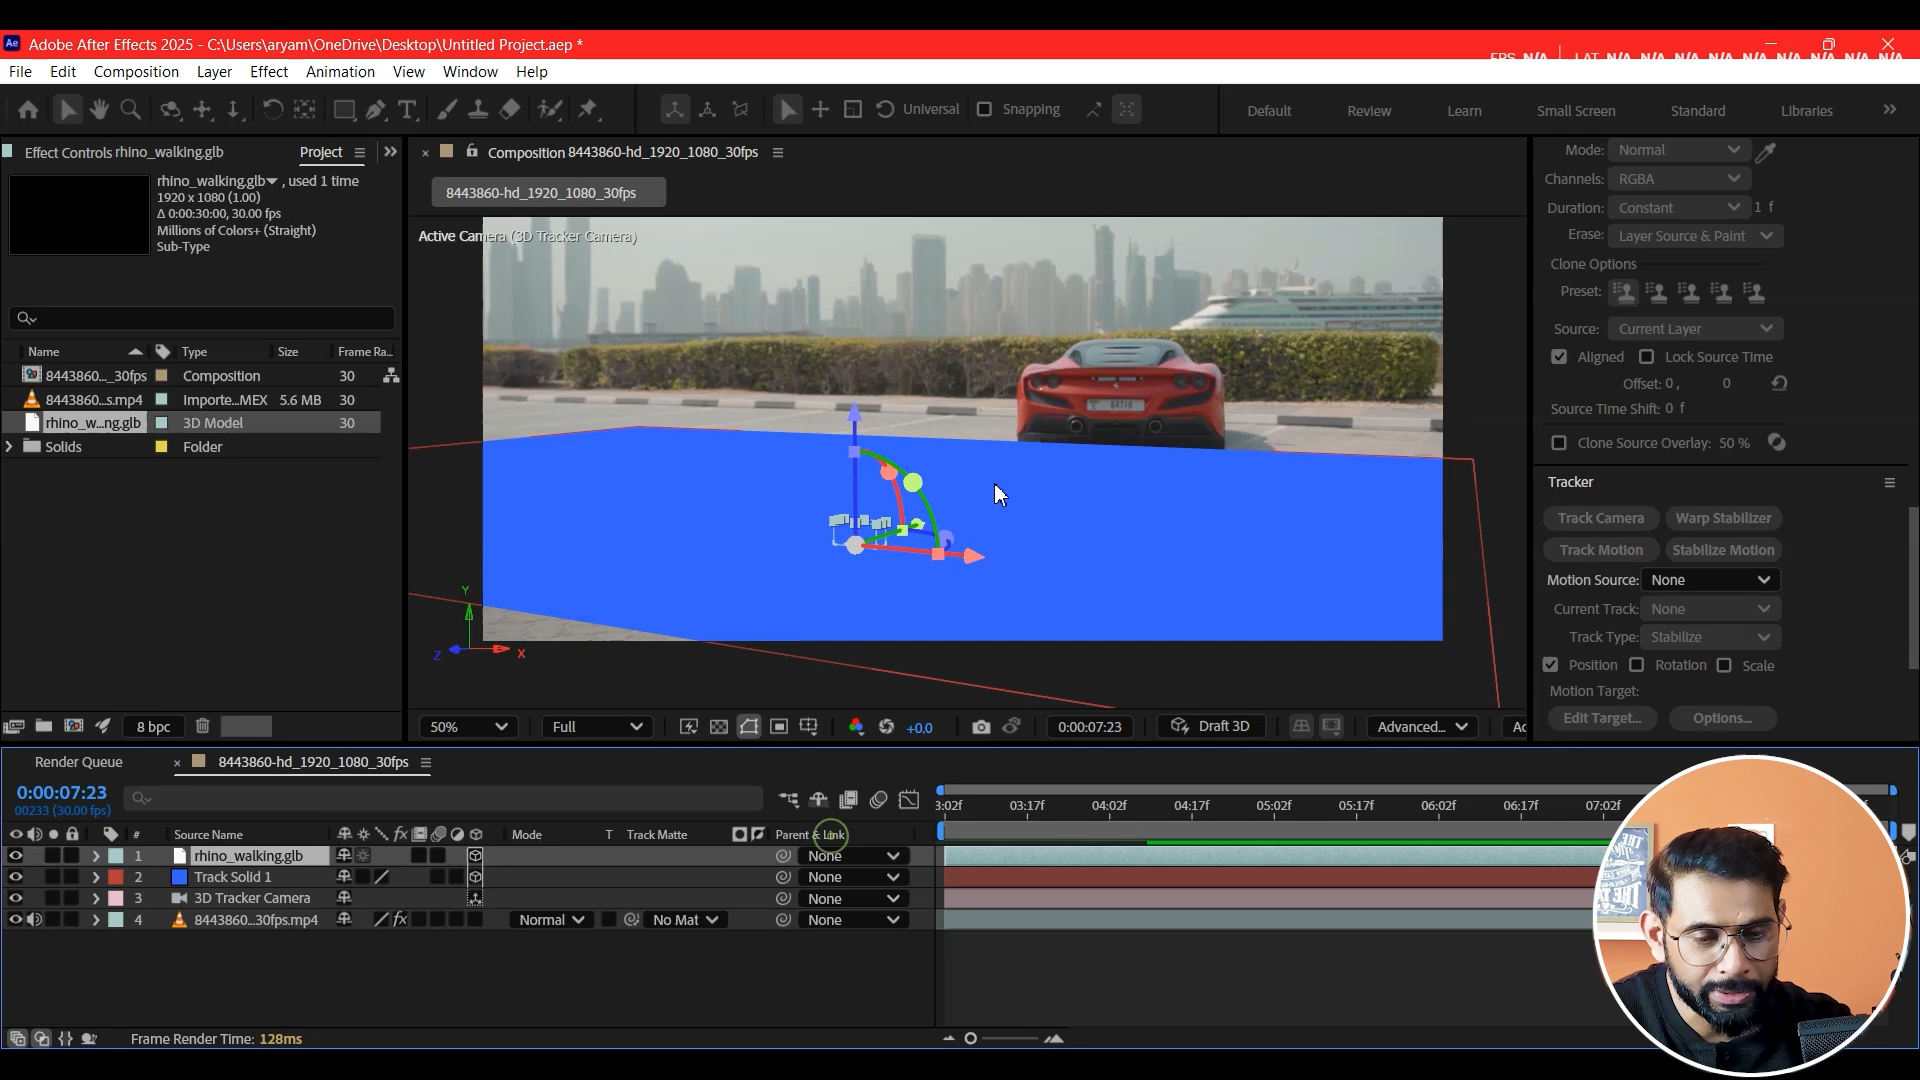 Ae Adobe After Effects 2025 - C:\Users\aryam\OneDrive\Desktop\Untitled Project.aep *
FPS N/A LAT N/A N/A N/A N/A N/A N/A N/A N/A N/A
File Edit Composition Layer Effect Animation View Window Help
Universal Snapping Default Review Learn Small Screen Standard Libraries
Effect Controls rhino_walking.glb Project
rhino_walking.glb , used 1 time
1920 x 1080 (1.00)
Δ 0:00:30:00, 30.00 fps
Millions of Colors+ (Straight)
Sub-Type
Name Type Size Frame Ra...
8443860..._30fps Composition 30
8443860...s.mp4 Importe...MEX 5.6 MB 30
rhino_w...ng.glb 3D Model 30
Solids Folder
8 bpc
Composition 8443860-hd_1920_1080_30fps
8443860-hd_1920_1080_30fps
Active Camera (3D Tracker Camera)
Y
Z
X
50% Full +0.0 0:00:07:23 Draft 3D Advanced... Ac
Mode: Normal
Channels: RGBA
Duration: Constant 1 f
Erase: Layer Source & Paint
Clone Options
Preset:
Source: Current Layer
Aligned Lock Source Time
Offset: 0 , 0
Source Time Shift: 0 f
Clone Source Overlay: 50 %
Tracker
Track Camera Warp Stabilizer
Track Motion Stabilize Motion
Motion Source: None
Current Track: None
Track Type: Stabilize
Position Rotation Scale
Motion Target:
Edit Target... Options...
Render Queue 8443860-hd_1920_1080_30fps
0:00:07:23
00233 (30.00 fps)
3:02f 03:17f 04:02f 04:17f 05:02f 05:17f 06:02f 06:17f 07:02f
# Source Name fx Mode T Track Matte Parent & Link
1 rhino_walking.glb None
2 Track Solid 1 None
3 3D Tracker Camera None
4 8443860...30fps.mp4 fx Normal No Mat None
Frame Render Time: 128ms